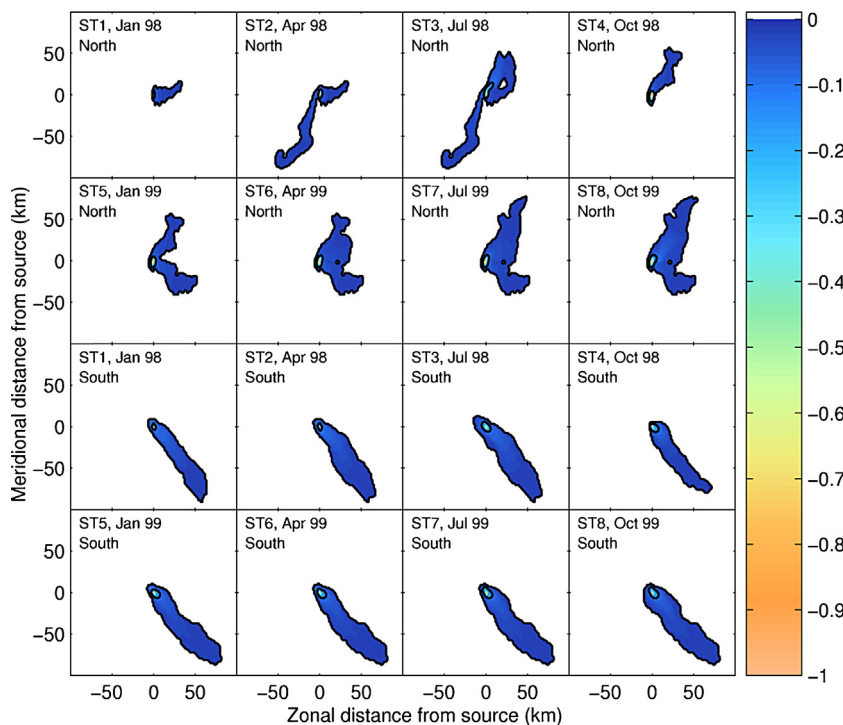 ST1, Jan 98
North
ST2, Apr 98
North
ST3, Jul 98
North
ST4, Oct 98
North
ST5, Jan 99
North
ST6, Apr 99
North
ST7, Jul 99
North
ST8, Oct 99
North
ST1, Jan 98
South
ST2, Apr 98
South
ST3, Jul 98
South
ST4, Oct 98
South
ST5, Jan 99
South
ST6, Apr 99
South
ST7, Jul 99
South
ST8, Oct 99
South
50
0
−50
50
0
−50
50
0
−50
50
0
−50
Meridional distance from source (km)
−50 0 50 −50 0 50 −50 0 50 −50 0 50
Zonal distance from source (km)
0
−0.1
−0.2
−0.3
−0.4
−0.5
−0.6
−0.7
−0.8
−0.9
−1